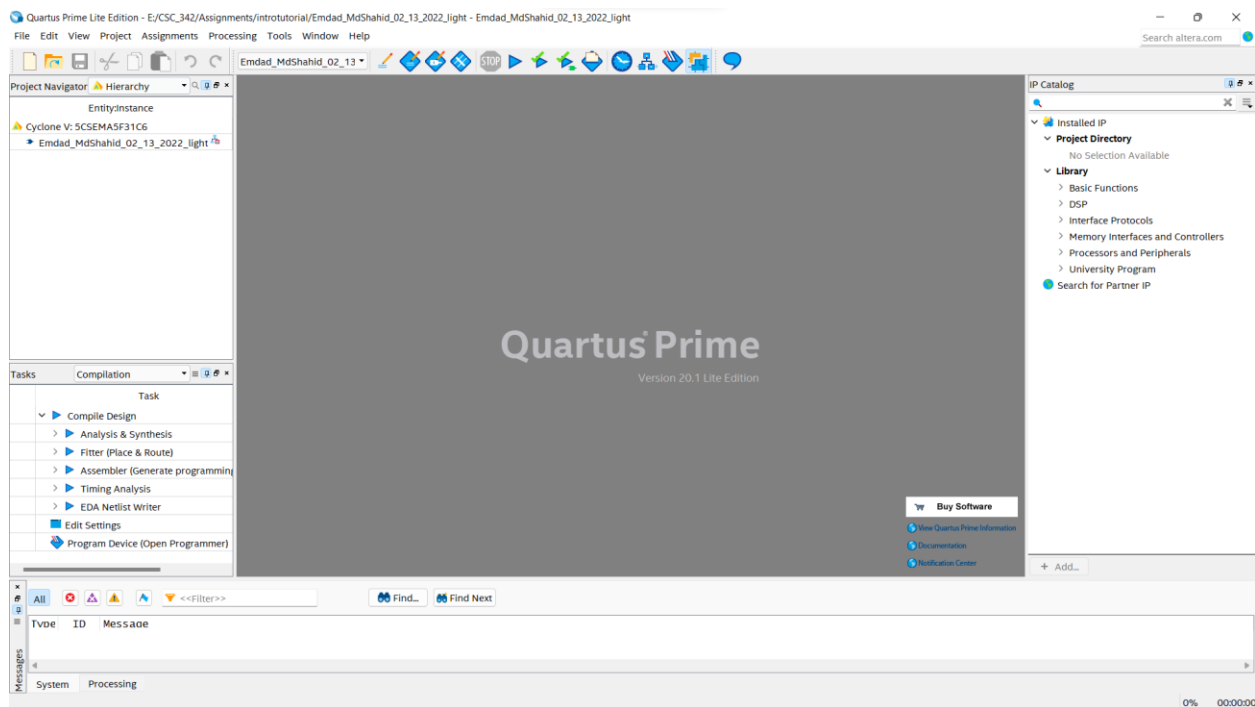 Quartus Prime Lite Edition - E:/CSC_342/Assignments/introtutorial/Emdad_MdShahid_02_13_2022_light - Emdad_MdShahid_02_13_2022_light
File Edit View Project Assignments Processing Tools Window Help
Search altera.com
Emdad_MdShahid_02_13
STOP
Project Navigator Hierarchy
Entity:Instance
Cyclone V: 5CSEMA5F31C6
Emdad_MdShahid_02_13_2022_light
Quartus Prime
Version 20.1 Lite Edition
Buy Software
View Quartus Prime Information
Documentation
Notification Center
IP Catalog
Installed IP
Project Directory
No Selection Available
Library
Basic Functions
DSP
Interface Protocols
Memory Interfaces and Controllers
Processors and Peripherals
University Program
Search for Partner IP
+ Add...
Tasks Compilation
Task
Compile Design
Analysis & Synthesis
Fitter (Place & Route)
Assembler (Generate programming
Timing Analysis
EDA Netlist Writer
Edit Settings
Program Device (Open Programmer)
All <<Filter>> Find... Find Next
Type ID Message
Messages
System Processing
0% 00:00:00